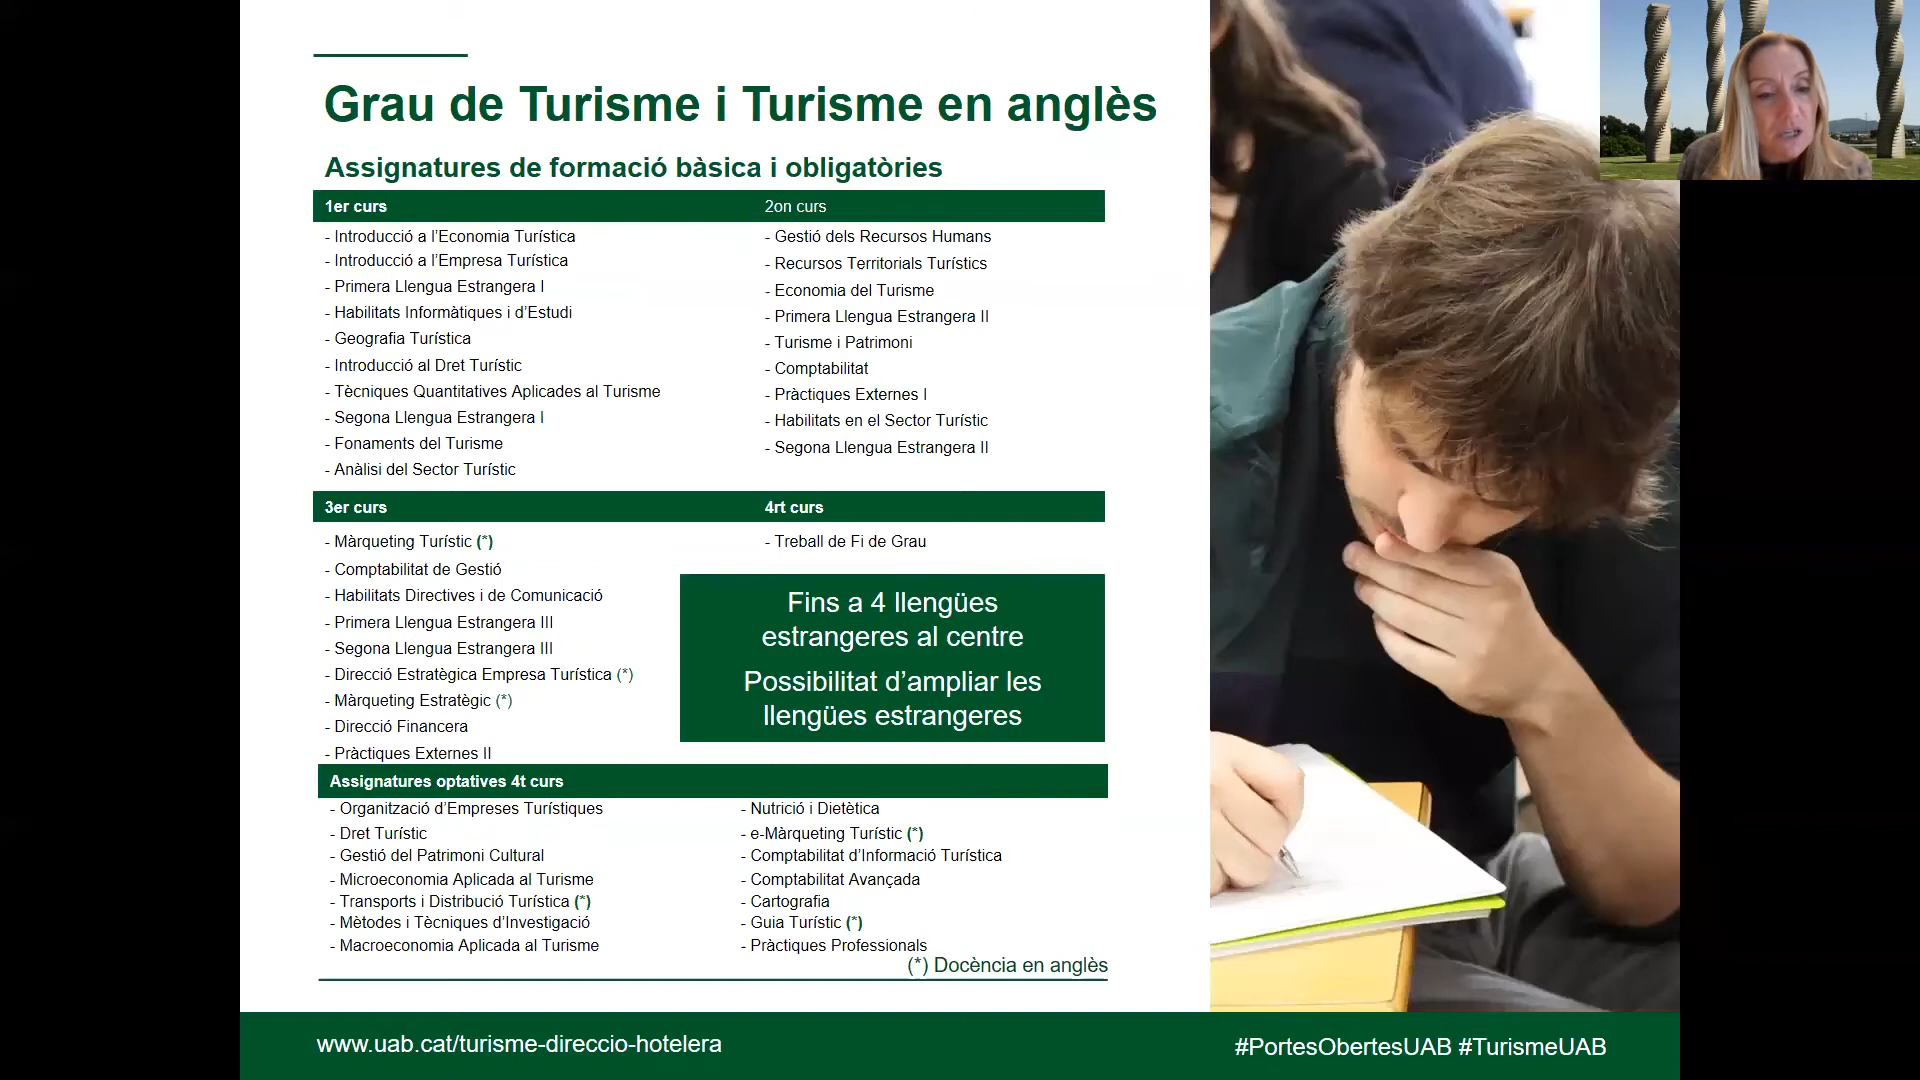 Grau de Turisme i Turisme en anglès
Assignatures de formació bàsica i obligatòries
1er curs
- Introducció a l’Economia Turística
- Introducció a l’Empresa Turística
- Primera Llengua Estrangera I
- Habilitats Informàtiques i d’Estudi
- Geografia Turística
- Introducció al Dret Turístic
- Tècniques Quantitatives Aplicades al Turisme
- Segona Llengua Estrangera I
- Fonaments del Turisme
- Anàlisi del Sector Turístic
2on curs
- Gestió dels Recursos Humans
- Recursos Territorials Turístics
- Economia del Turisme
- Primera Llengua Estrangera II
- Turisme i Patrimoni
- Comptabilitat
- Pràctiques Externes I
- Habilitats en el Sector Turístic
- Segona Llengua Estrangera II
3er curs
- Màrqueting Turístic (*)
- Comptabilitat de Gestió
- Habilitats Directives i de Comunicació
- Primera Llengua Estrangera III
- Segona Llengua Estrangera III
- Direcció Estratègica Empresa Turística (*)
- Màrqueting Estratègic (*)
- Direcció Financera
- Pràctiques Externes II
4rt curs
- Treball de Fi de Grau
Fins a 4 llengües
estrangeres al centre
Possibilitat d’ampliar les
llengües estrangeres
Assignatures optatives 4t curs
- Organització d’Empreses Turístiques
- Dret Turístic
- Gestió del Patrimoni Cultural
- Microeconomia Aplicada al Turisme
- Transports i Distribució Turística (*)
- Mètodes i Tècniques d’Investigació
- Macroeconomia Aplicada al Turisme
- Nutrició i Dietètica
- e-Màrqueting Turístic (*)
- Comptabilitat d’Informació Turística
- Comptabilitat Avançada
- Cartografia
- Guia Turístic (*)
- Pràctiques Professionals
(*) Docència en anglès
www.uab.cat/turisme-direccio-hotelera
#PortesObertesUAB #TurismeUAB